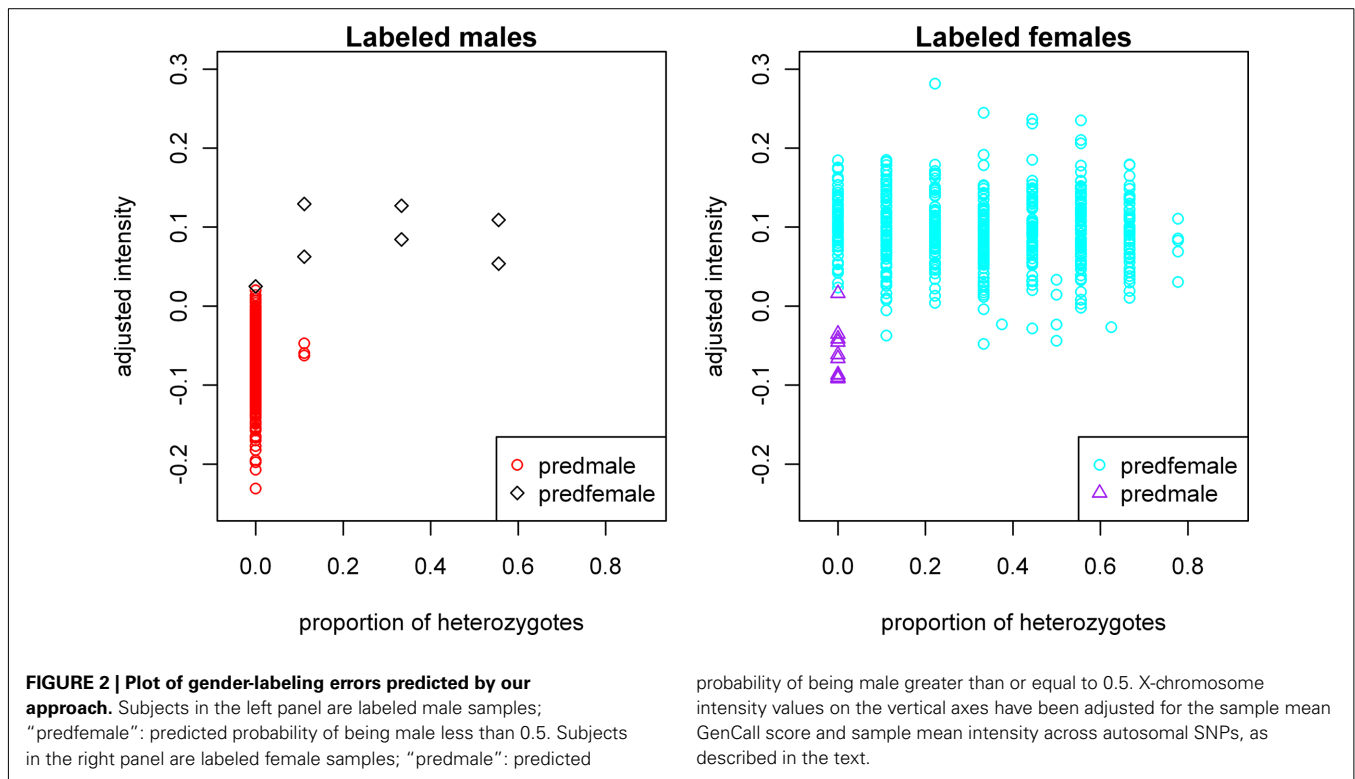 Labeled males
0.3
0.2
0.1
0.0
-0.1
-0.2
adjusted intensity
0.0 0.2 0.4 0.6 0.8
proportion of heterozygotes
predmale
predfemale
Labeled females
0.3
0.2
0.1
0.0
-0.1
-0.2
adjusted intensity
0.0 0.2 0.4 0.6 0.8
proportion of heterozygotes
predfemale
predmale
FIGURE 2 | Plot of gender-labeling errors predicted by our
approach. Subjects in the left panel are labeled male samples;
“predfemale”: predicted probability of being male less than 0.5. Subjects
in the right panel are labeled female samples; “predmale”: predicted
probability of being male greater than or equal to 0.5. X-chromosome
intensity values on the vertical axes have been adjusted for the sample mean
GenCall score and sample mean intensity across autosomal SNPs, as
described in the text.